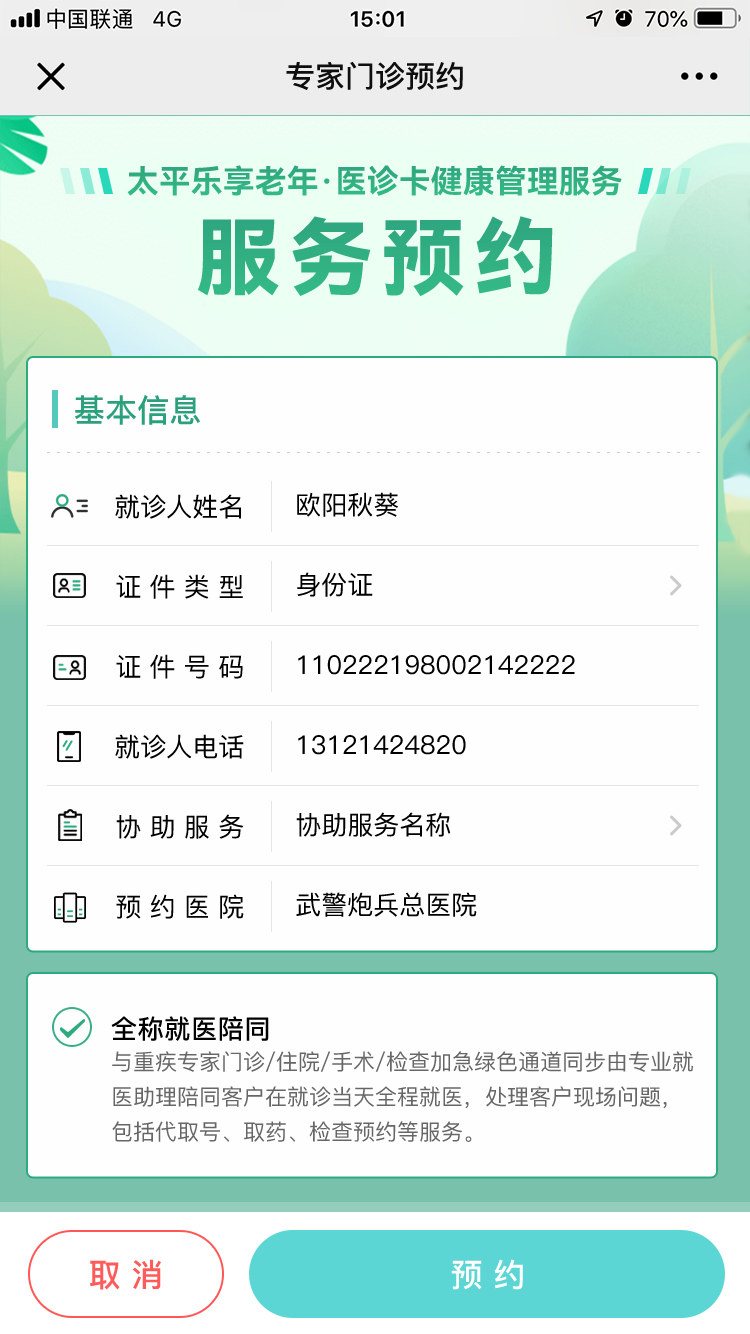 中国联通 4G 15:01 70%
专家门诊预约
太平乐享老年·医诊卡健康管理服务
服务预约
基本信息
就诊人姓名 欧阳秋葵
证件类型 身份证
证件号码 110222198002142222
就诊人电话 13121424820
协助服务 协助服务名称
预约医院 武警炮兵总医院
全称就医陪同
与重疾专家门诊/住院/手术/检查加急绿色通道同步由专业就
医助理陪同客户在就诊当天全程就医，处理客户现场问题，
包括代取号、取药、检查预约等服务。
取消 预约